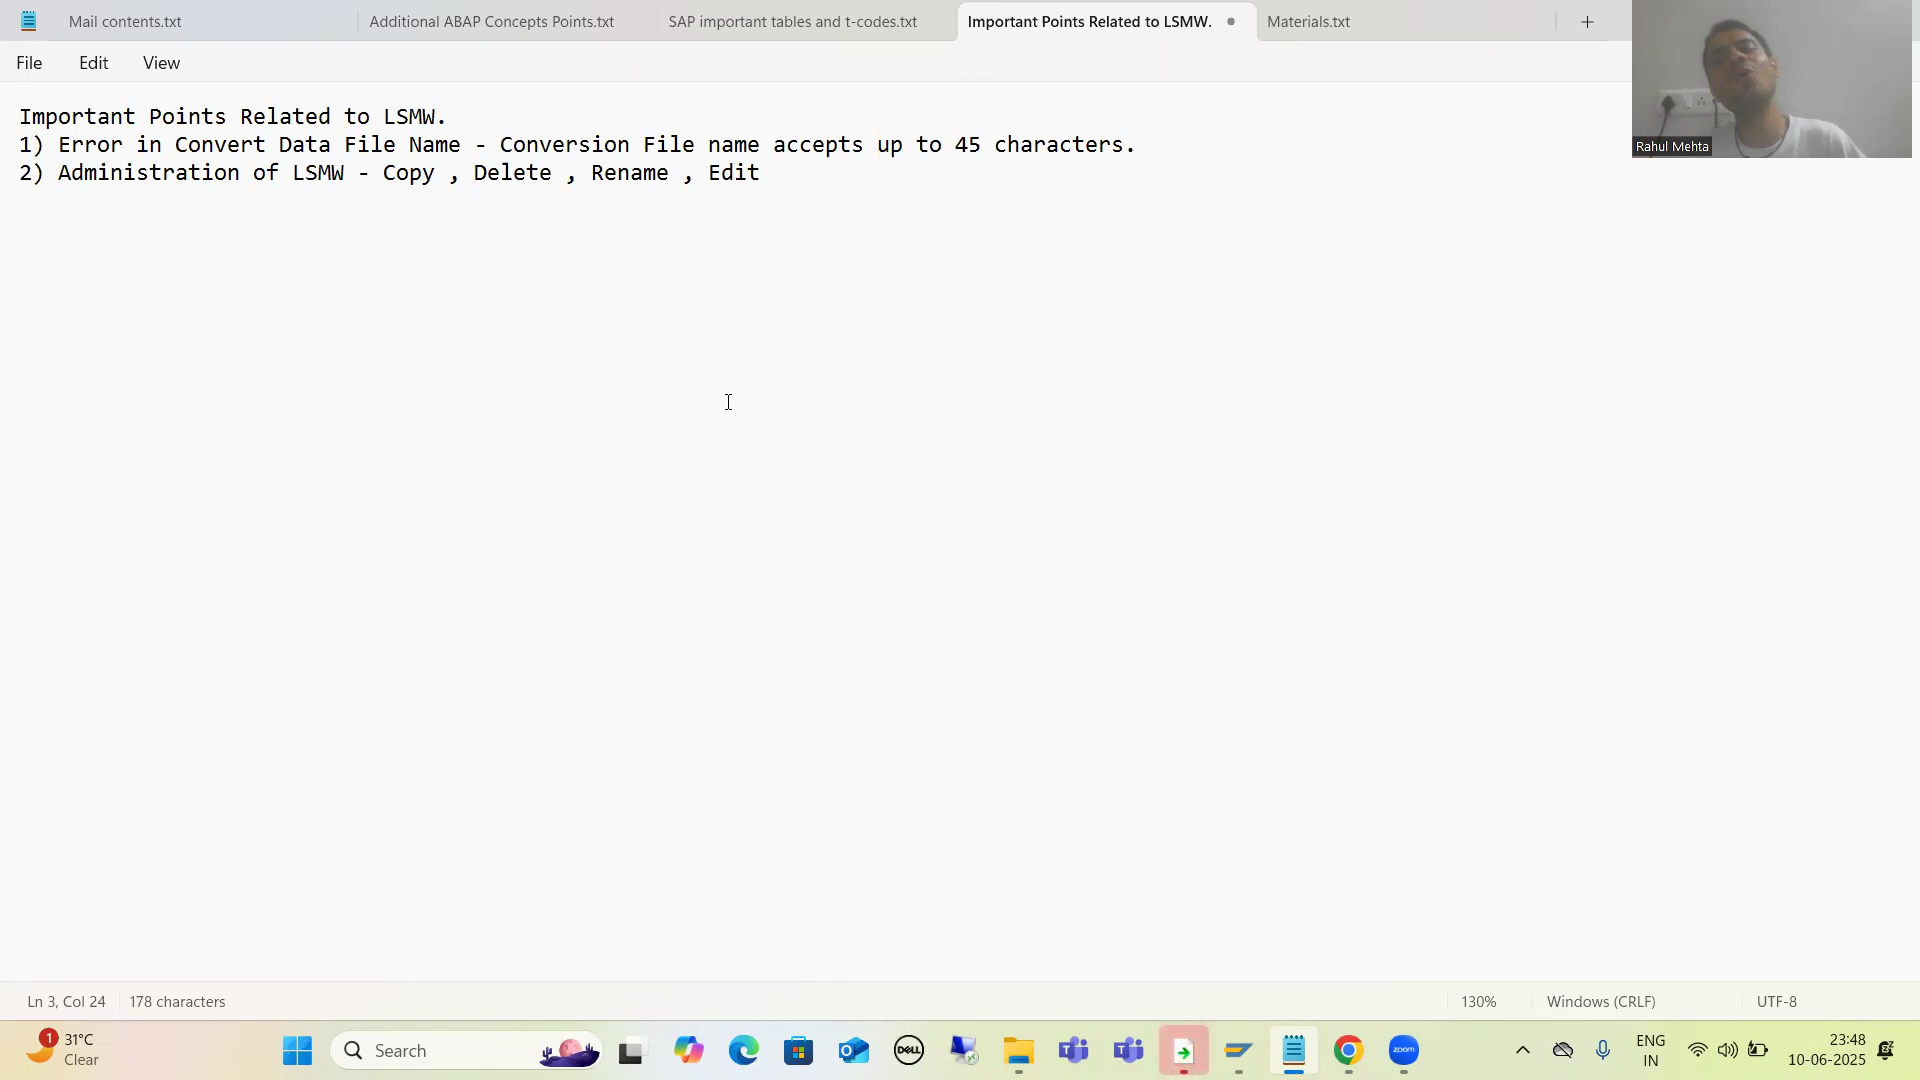 Mail contents.txt
Additional ABAP Concepts Points.txt
SAP important tables and t-codes.txt
Important Points Related to LSMW.
Materials.txt
File
Edit
View
Important Points Related to LSMW.
1) Error in Convert Data File Name - Conversion File name accepts up to 45 characters.
2) Administration of LSMW - Copy , Delete , Rename , Edit
Rahul Mehta
Ln 3, Col 24
178 characters
130%
Windows (CRLF)
UTF-8
1
31°C
Clear
Search
DELL
zoom
ENG
IN
23:48
10-06-2025